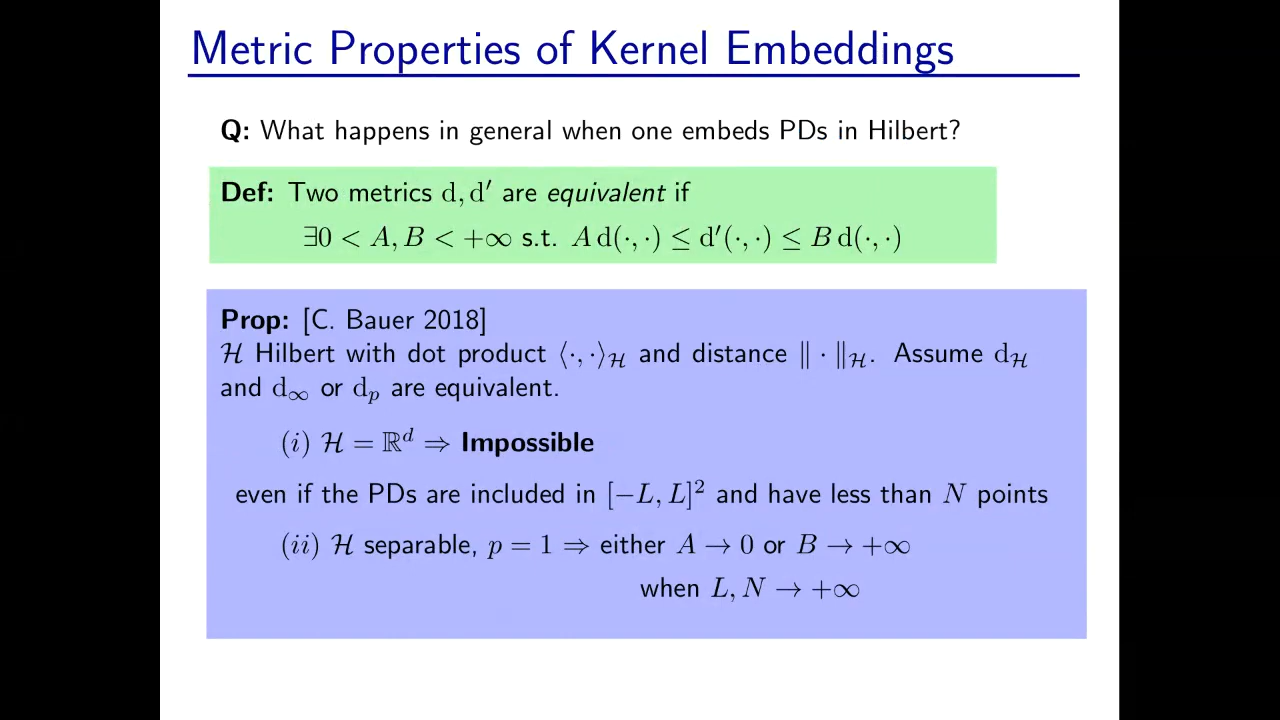 Metric Properties of Kernel Embeddings
Q: What happens in general when one embeds PDs in Hilbert?
Def: Two metrics d, d′ are equivalent if
∃0 < A, B < +∞ s.t. A d(·, ·) ≤ d′(·, ·) ≤ B d(·, ·)
Prop: [C. Bauer 2018]
ℋ Hilbert with dot product ⟨·, ·⟩_ℋ and distance ‖ · ‖_ℋ. Assume d_ℋ
and d_∞ or d_p are equivalent.
(i) ℋ = ℝ^d ⇒ Impossible
even if the PDs are included in [−L, L]² and have less than N points
(ii) ℋ separable, p = 1 ⇒ either A → 0 or B → +∞
when L, N → +∞